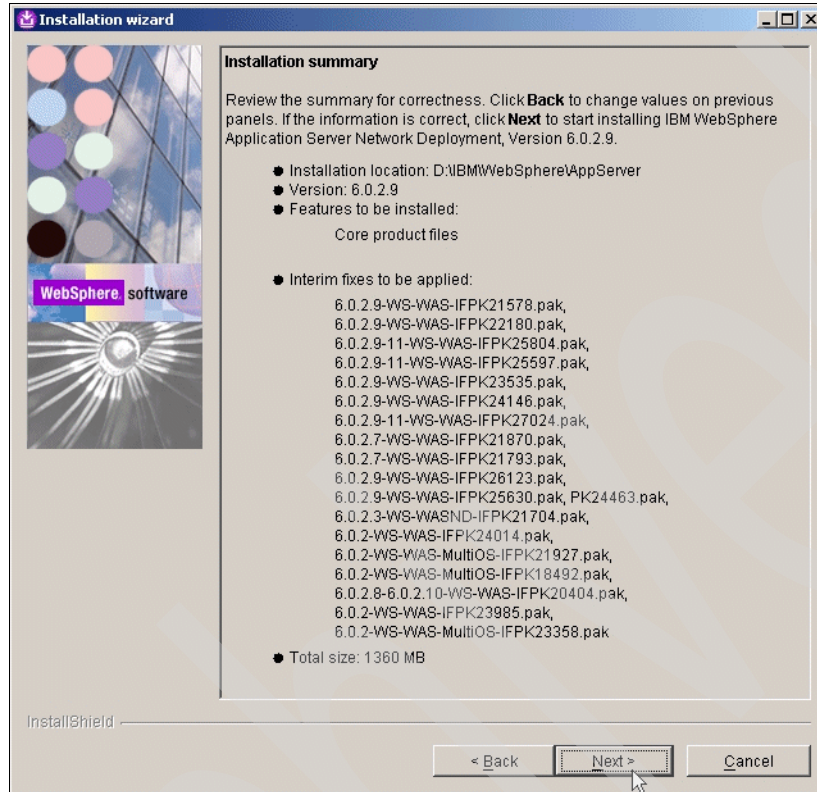 Installation wizard
Installation summary
Review the summary for correctness. Click Back to change values on previous
panels. If the information is correct, click Next to start installing IBM WebSphere
Application Server Network Deployment, Version 6.0.2.9.
Installation location: D:\IBM\WebSphere\AppServer
Version: 6.0.2.9
Features to be installed:
Core product files
Interim fixes to be applied:
6.0.2.9-WS-WAS-IFPK21578.pak,
6.0.2.9-WS-WAS-IFPK22180.pak,
6.0.2.9-11-WS-WAS-IFPK25804.pak,
6.0.2.9-11-WS-WAS-IFPK25597.pak,
6.0.2.9-WS-WAS-IFPK23535.pak,
6.0.2.9-WS-WAS-IFPK24146.pak,
6.0.2.9-11-WS-WAS-IFPK27024.pak,
6.0.2.7-WS-WAS-IFPK21870.pak,
6.0.2.7-WS-WAS-IFPK21793.pak,
6.0.2.9-WS-WAS-IFPK26123.pak,
6.0.2.9-WS-WAS-IFPK25630.pak, PK24463.pak,
6.0.2.3-WS-WASND-IFPK21704.pak,
6.0.2-WS-WAS-IFPK24014.pak,
6.0.2-WS-WAS-MultiOS-IFPK21927.pak,
6.0.2-WS-WAS-MultiOS-IFPK18492.pak,
6.0.2.8-6.0.2.10-WS-WAS-IFPK20404.pak,
6.0.2-WS-WAS-IFPK23985.pak,
6.0.2-WS-WAS-MultiOS-IFPK23358.pak
Total size: 1360 MB
WebSphere. software
InstallShield
< Back Next > Cancel